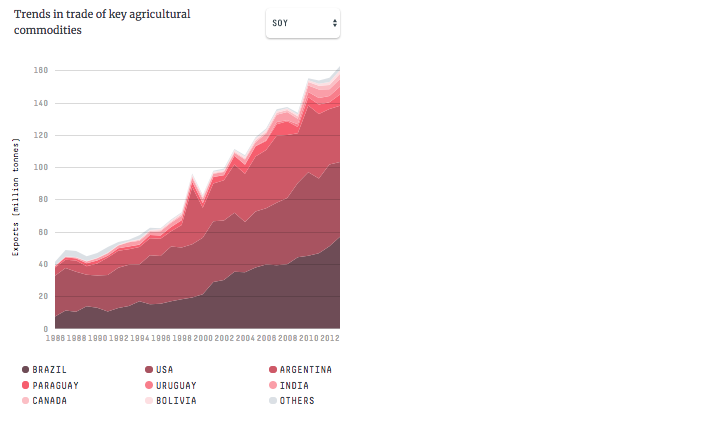 Trends in trade of key agricultural
commodities
SOY
Exports [million tonnes]
160
140
120
100
80
60
40
20
0
1986 1988 1990 1992 1994 1996 1998 2000 2002 2004 2006 2008 2010 2012
BRAZIL USA ARGENTINA
PARAGUAY URUGUAY INDIA
CANADA BOLIVIA OTHERS